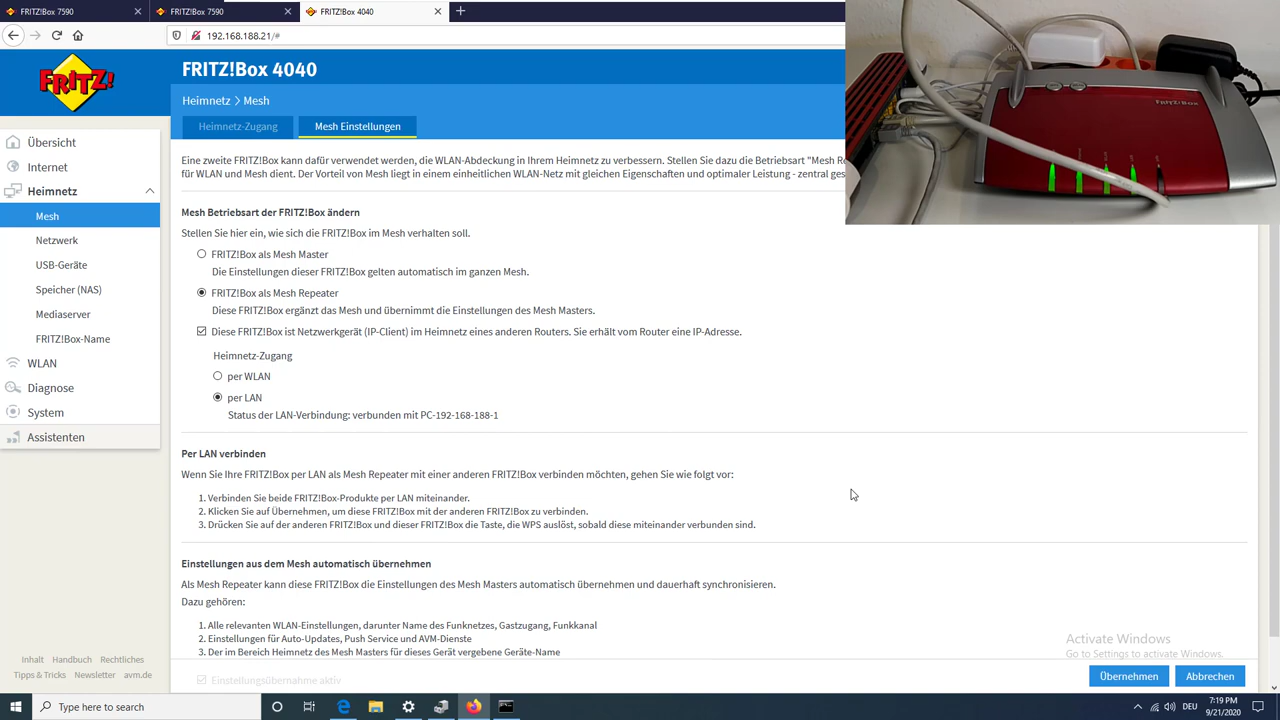 FRITZ!Box 7590
FRITZ!Box 7590
FRITZ!Box 4040
192.168.188.21/#
FRITZ!
FRITZ!Box 4040
Heimnetz > Mesh
Heimnetz-Zugang
Mesh Einstellungen
Übersicht
Internet
Heimnetz
Mesh
Netzwerk
USB-Geräte
Speicher (NAS)
Mediaserver
FRITZ!Box-Name
WLAN
Diagnose
System
Assistenten
Inhalt Handbuch Rechtliches
Tipps & Tricks Newsletter avm.de
Eine zweite FRITZ!Box kann dafür verwendet werden, die WLAN-Abdeckung in Ihrem Heimnetz zu verbessern. Stellen Sie dazu die Betriebsart "Mesh Re
für WLAN und Mesh dient. Der Vorteil von Mesh liegt in einem einheitlichen WLAN-Netz mit gleichen Eigenschaften und optimaler Leistung - zentral ges
Mesh Betriebsart der FRITZ!Box ändern
Stellen Sie hier ein, wie sich die FRITZ!Box im Mesh verhalten soll.
FRITZ!Box als Mesh Master
Die Einstellungen dieser FRITZ!Box gelten automatisch im ganzen Mesh.
FRITZ!Box als Mesh Repeater
Diese FRITZ!Box ergänzt das Mesh und übernimmt die Einstellungen des Mesh Masters.
Diese FRITZ!Box ist Netzwerkgerät (IP-Client) im Heimnetz eines anderen Routers. Sie erhält vom Router eine IP-Adresse.
Heimnetz-Zugang
per WLAN
per LAN
Status der LAN-Verbindung: verbunden mit PC-192-168-188-1
Per LAN verbinden
Wenn Sie Ihre FRITZ!Box per LAN als Mesh Repeater mit einer anderen FRITZ!Box verbinden möchten, gehen Sie wie folgt vor:
1. Verbinden Sie beide FRITZ!Box-Produkte per LAN miteinander.
2. Klicken Sie auf Übernehmen, um diese FRITZ!Box mit der anderen FRITZ!Box zu verbinden.
3. Drücken Sie auf der anderen FRITZ!Box und dieser FRITZ!Box die Taste, die WPS auslöst, sobald diese miteinander verbunden sind.
Einstellungen aus dem Mesh automatisch übernehmen
Als Mesh Repeater kann diese FRITZ!Box die Einstellungen des Mesh Masters automatisch übernehmen und dauerhaft synchronisieren.
Dazu gehören:
1. Alle relevanten WLAN-Einstellungen, darunter Name des Funknetzes, Gastzugang, Funkkanal
2. Einstellungen für Auto-Updates, Push Service und AVM-Dienste
3. Der im Bereich Heimnetz des Mesh Masters für dieses Gerät vergebene Geräte-Name
Einstellungsübernahme aktiv
Activate Windows
Go to Settings to activate Windows.
Übernehmen
Abbrechen
FRITZ!Box
Type here to search
DEU
7:19 PM
9/21/2020